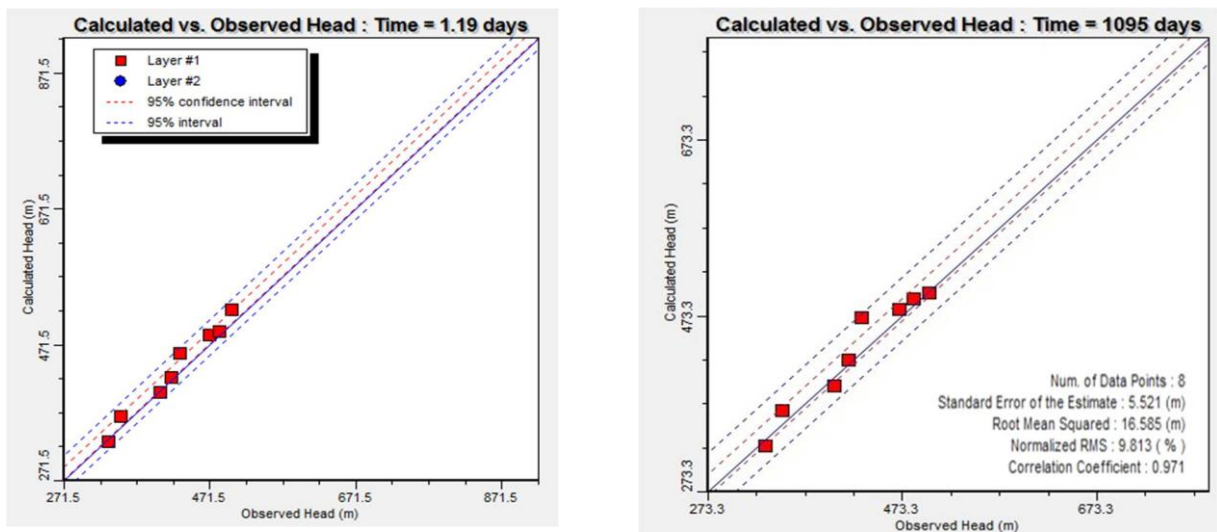 Calculated vs. Observed Head : Time = 1.19 days
Layer #1
Layer #2
95% confidence interval
95% interval
871.5
671.5
471.5
271.5
Calculated Head (m)
271.5 471.5 671.5 871.5
Observed Head (m)
Calculated vs. Observed Head : Time = 1095 days
673.3
473.3
273.3
Calculated Head (m)
Num. of Data Points : 8
Standard Error of the Estimate : 5.521 (m)
Root Mean Squared : 16.585 (m)
Normalized RMS : 9.813 ( % )
Correlation Coefficient : 0.971
273.3 473.3 673.3
Observed Head (m)